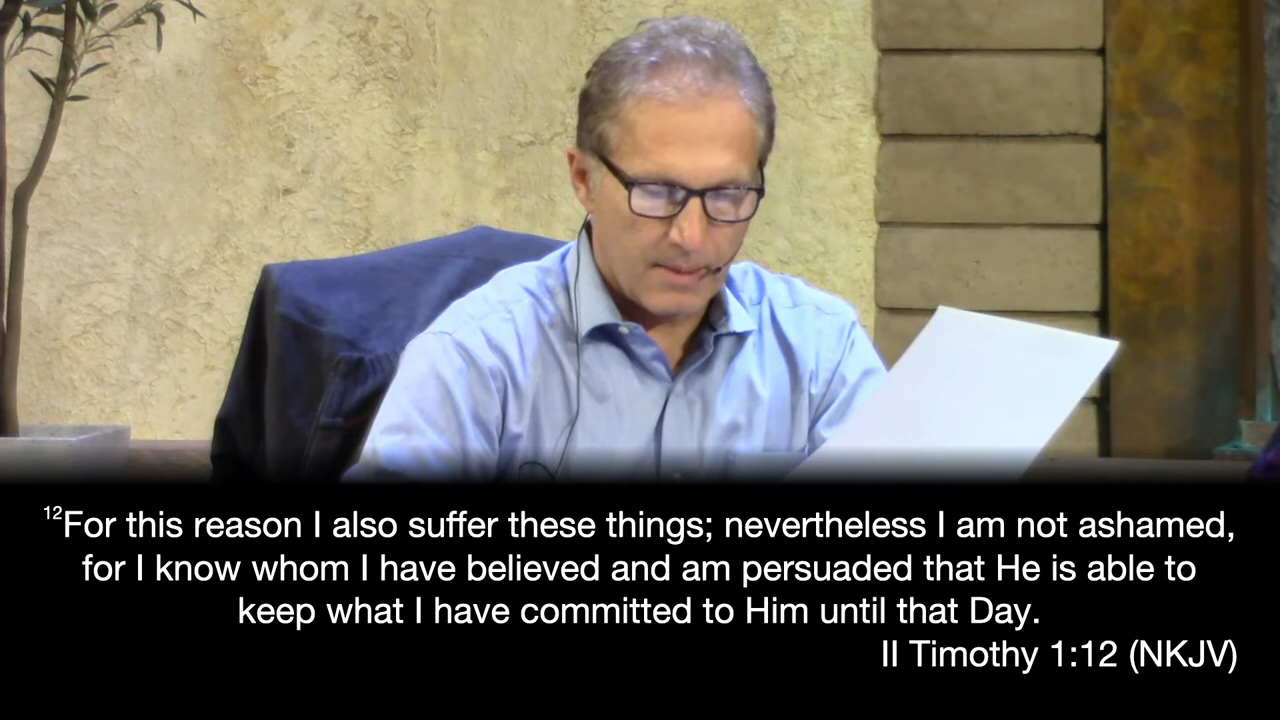 ¹²For this reason I also suffer these things; nevertheless I am not ashamed,
for I know whom I have believed and am persuaded that He is able to
keep what I have committed to Him until that Day.
II Timothy 1:12 (NKJV)